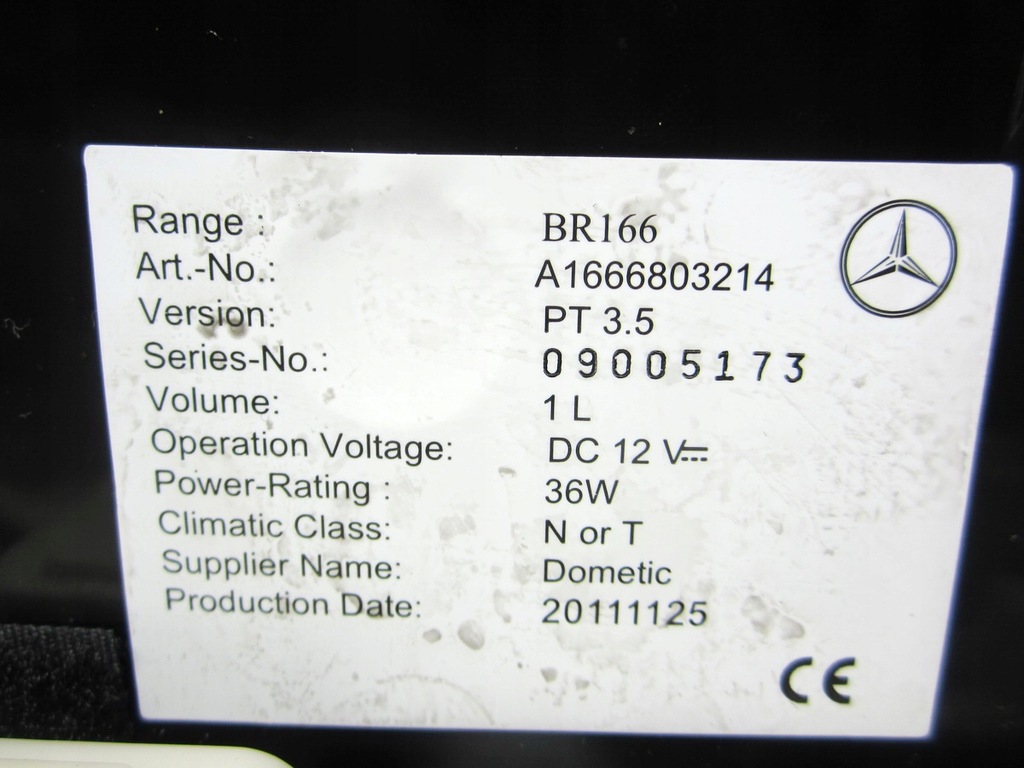 Range : BR166
Art.-No.: A1666803214
Version: PT 3.5
Series-No.: 09005173
Volume: 1 L
Operation Voltage: DC 12 V⎓
Power-Rating : 36W
Climatic Class: N or T
Supplier Name: Dometic
Production Date: 20111125
CE